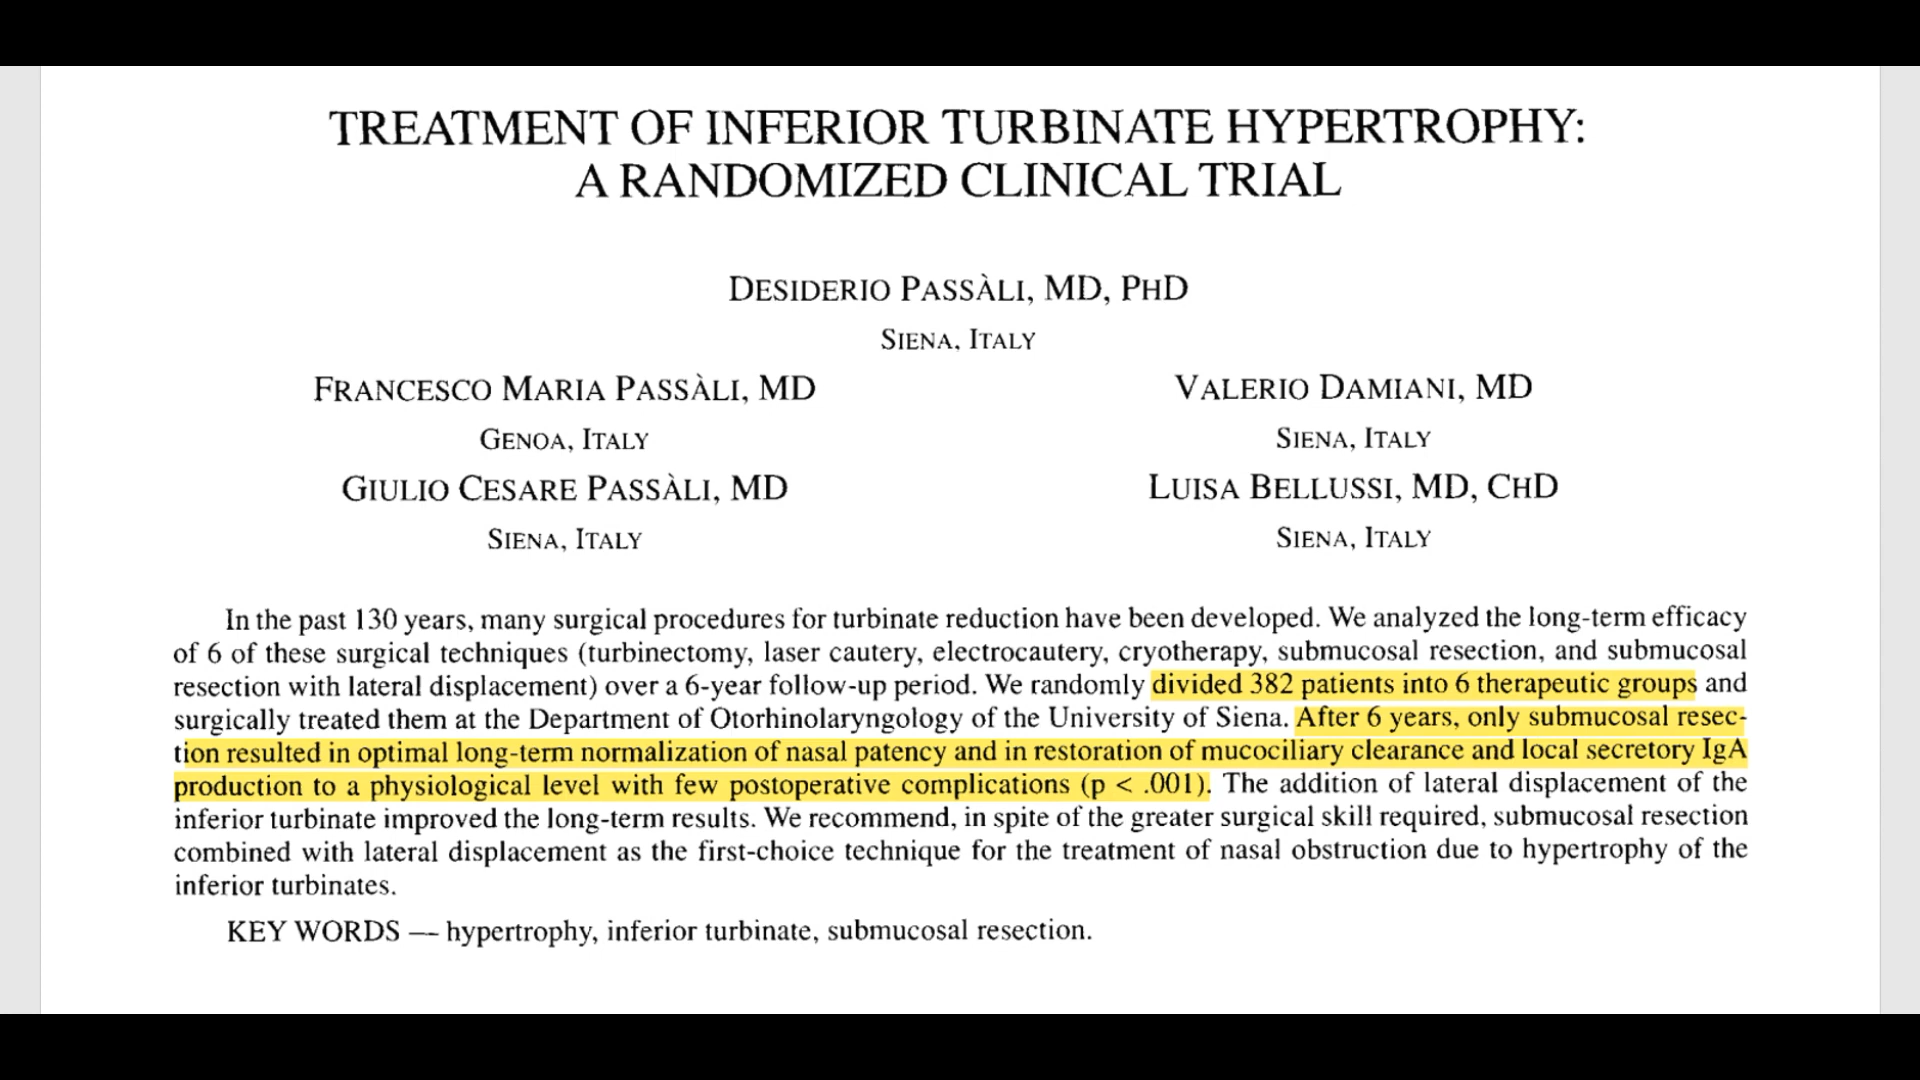 TREATMENT OF INFERIOR TURBINATE HYPERTROPHY:
A RANDOMIZED CLINICAL TRIAL
DESIDERIO PASSÀLI, MD, PHD
SIENA, ITALY
FRANCESCO MARIA PASSÀLI, MD
GENOA, ITALY
VALERIO DAMIANI, MD
SIENA, ITALY
GIULIO CESARE PASSÀLI, MD
SIENA, ITALY
LUISA BELLUSSI, MD, CHD
SIENA, ITALY
In the past 130 years, many surgical procedures for turbinate reduction have been developed. We analyzed the long-term efficacy
of 6 of these surgical techniques (turbinectomy, laser cautery, electrocautery, cryotherapy, submucosal resection, and submucosal
resection with lateral displacement) over a 6-year follow-up period. We randomly divided 382 patients into 6 therapeutic groups and
surgically treated them at the Department of Otorhinolaryngology of the University of Siena. After 6 years, only submucosal resec-
tion resulted in optimal long-term normalization of nasal patency and in restoration of mucociliary clearance and local secretory IgA
production to a physiological level with few postoperative complications (p < .001). The addition of lateral displacement of the
inferior turbinate improved the long-term results. We recommend, in spite of the greater surgical skill required, submucosal resection
combined with lateral displacement as the first-choice technique for the treatment of nasal obstruction due to hypertrophy of the
inferior turbinates.
KEY WORDS — hypertrophy, inferior turbinate, submucosal resection.